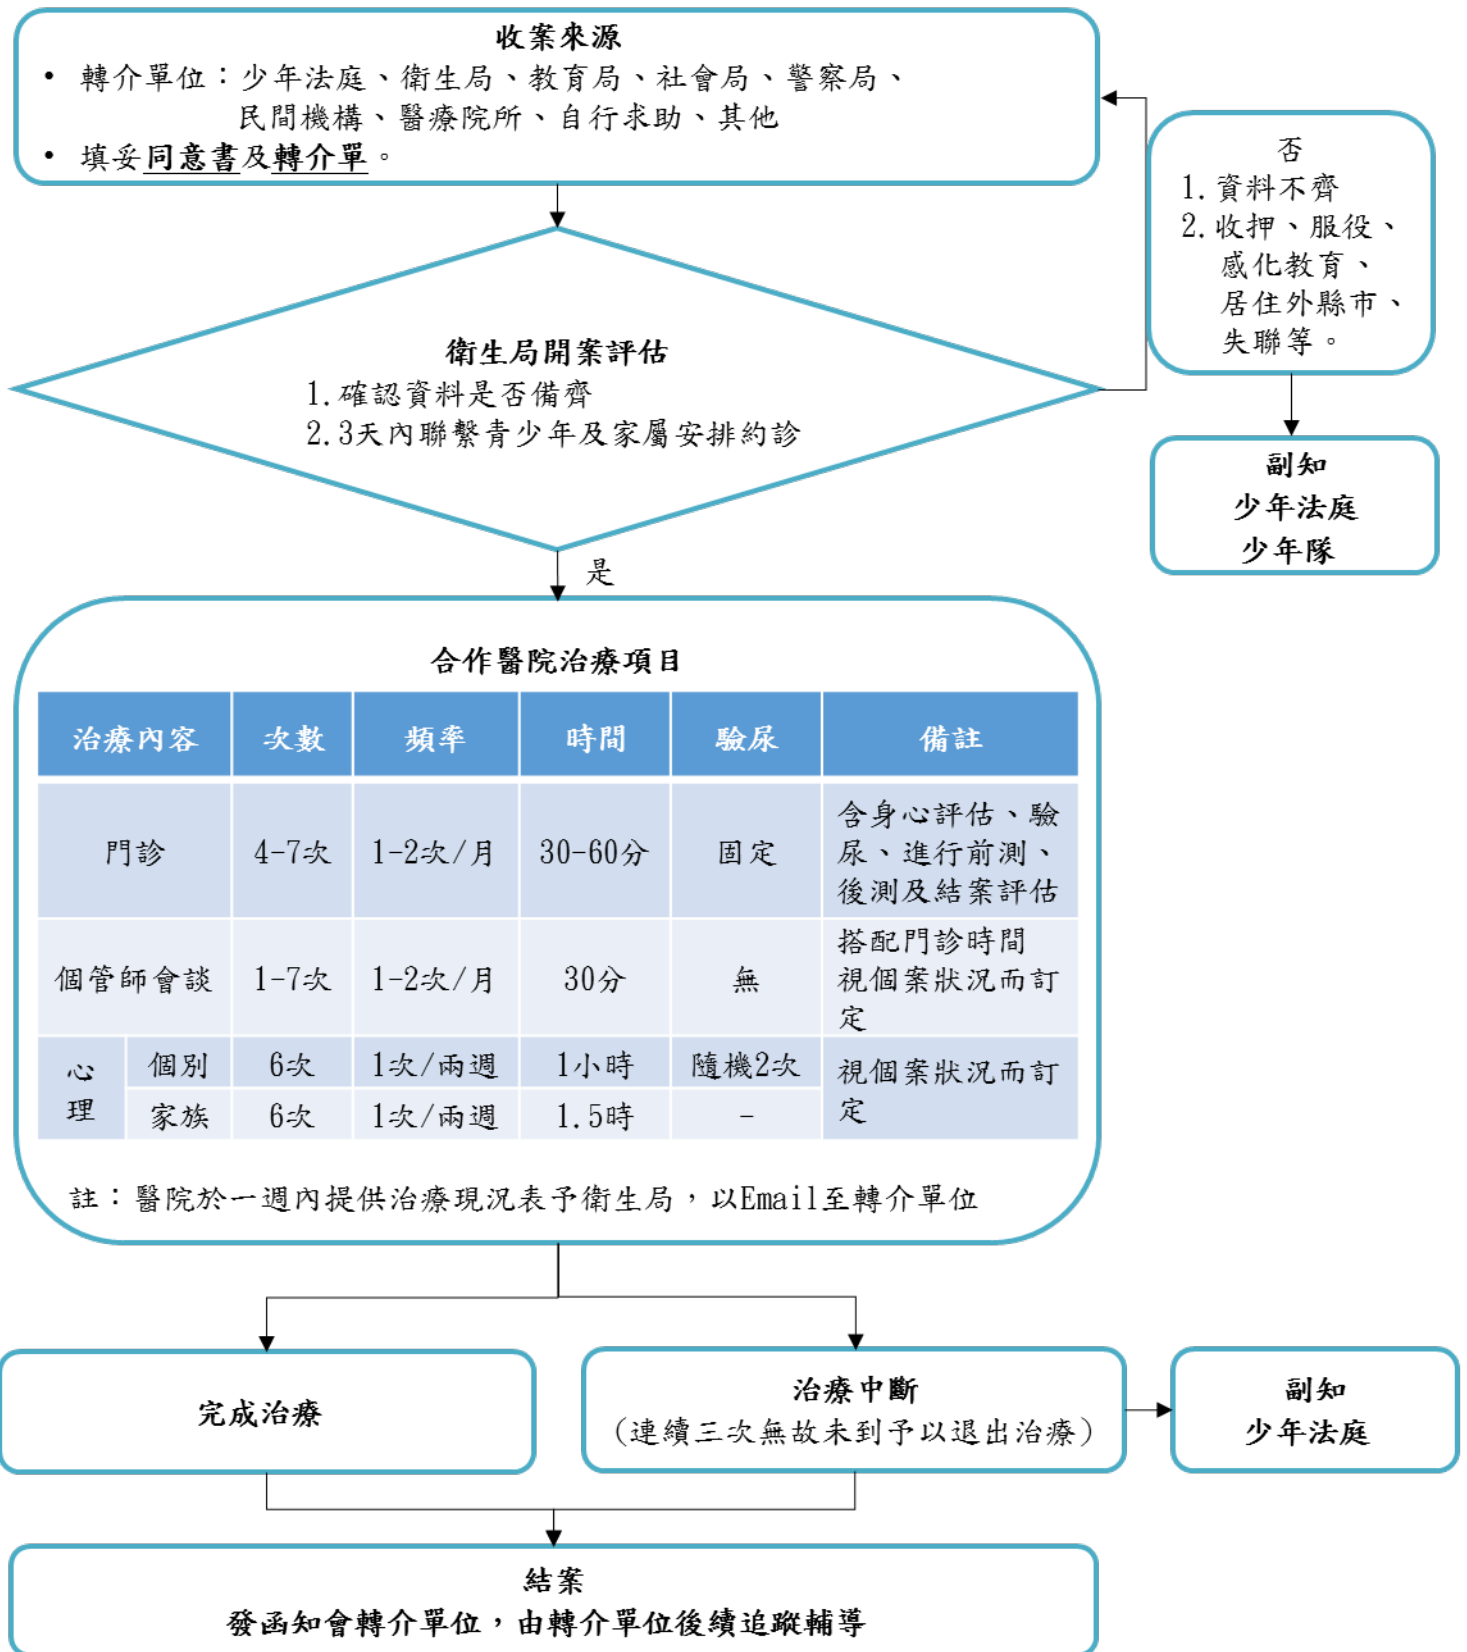 收案來源
• 轉介單位：少年法庭、衛生局、教育局、社會局、警察局、
民間機構、醫療院所、自行求助、其他
• 填妥同意書及轉介單。
否
1.資料不齊
2.收押、服役、
感化教育、
居住外縣市、
失聯等。
衛生局開案評估
1.確認資料是否備齊
2.3天內聯繫青少年及家屬安排約診
副知
少年法庭
少年隊
是
合作醫院治療項目
治療內容 次數 頻率 時間 驗尿 備註
門診 4-7次 1-2次/月 30-60分 固定
含身心評估、驗
尿、進行前測、
後測及結案評估
個管師會談 1-7次 1-2次/月 30分 無
搭配門診時間
視個案狀況而訂
定
心
理
個別 6次 1次/兩週 1小時 隨機2次
家族 6次 1次/兩週 1.5時 -
視個案狀況而訂
定
註：醫院於一週內提供治療現況表予衛生局，以Email至轉介單位
完成治療
治療中斷
(連續三次無故未到予以退出治療)
副知
少年法庭
結案
發函知會轉介單位，由轉介單位後續追蹤輔導